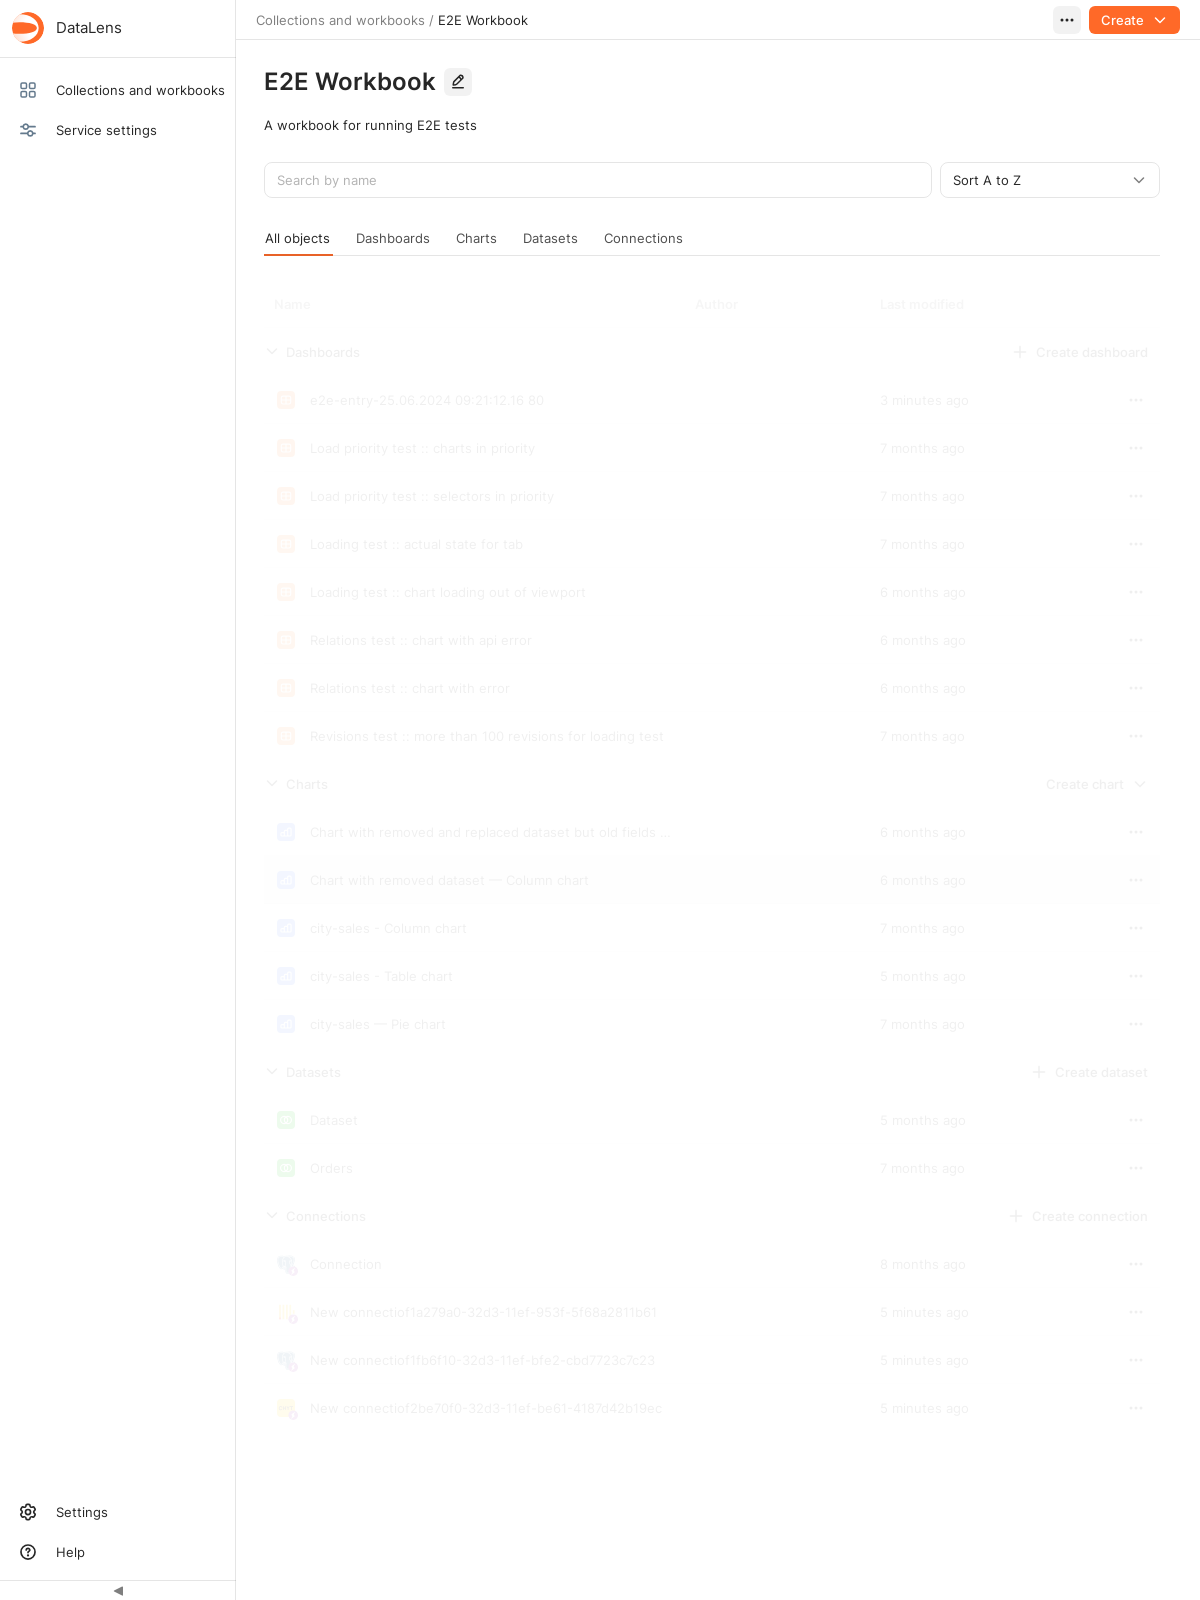 DataLens
Collections and workbooks / E2E Workbook
Create
Collections and workbooks
Service settings
E2E Workbook
A workbook for running E2E tests
Search by name
Sort A to Z
All objects Dashboards Charts Datasets Connections
Name Author Last modified
Dashboards Create dashboard
e2e-entry-25.06.2024 09:21:12.16 80 3 minutes ago
Load priority test :: charts in priority 7 months ago
Load priority test :: selectors in priority 7 months ago
Loading test :: actual state for tab 7 months ago
Loading test :: chart loading out of viewport 6 months ago
Relations test :: chart with api error 6 months ago
Relations test :: chart with error 6 months ago
Revisions test :: more than 100 revisions for loading test 7 months ago
Charts Create chart
Chart with removed and replaced dataset but old fields ... 6 months ago
Chart with removed dataset — Column chart 6 months ago
city-sales - Column chart 7 months ago
city-sales - Table chart 5 months ago
city-sales — Pie chart 7 months ago
Datasets Create dataset
Dataset 5 months ago
Orders 7 months ago
Connections Create connection
Connection 8 months ago
New connectiof1a279a0-32d3-11ef-953f-5f68a2811b61 5 minutes ago
New connectiof1fb6f10-32d3-11ef-bfe2-cbd7723c7c23 5 minutes ago
New connectiof2be70f0-32d3-11ef-be61-4187d42b19ec 5 minutes ago
Settings
Help